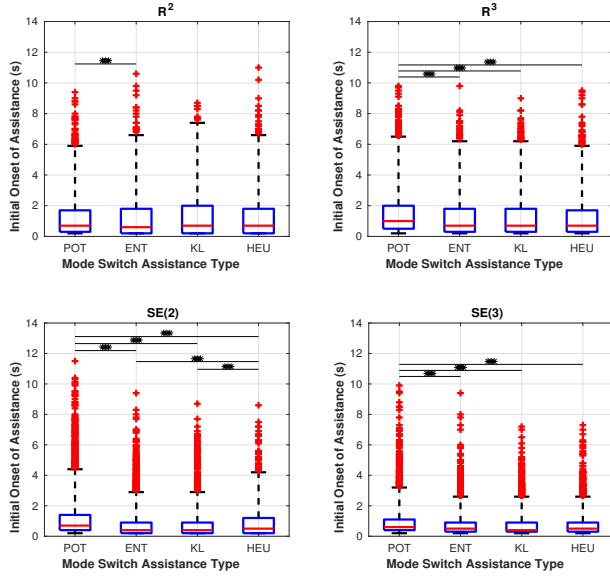 R²
14
12
10
8
6
4
2
0
Initial Onset of Assistance (s)
***
POT ENT KL HEU
Mode Switch Assistance Type
R³
14
12
10
8
6
4
2
0
Initial Onset of Assistance (s)
***
***
***
POT ENT KL HEU
Mode Switch Assistance Type
SE(2)
14
12
10
8
6
4
2
0
Initial Onset of Assistance (s)
***
***
***
***
***
POT ENT KL HEU
Mode Switch Assistance Type
SE(3)
14
12
10
8
6
4
2
0
Initial Onset of Assistance (s)
***
***
***
POT ENT KL HEU
Mode Switch Assistance Type